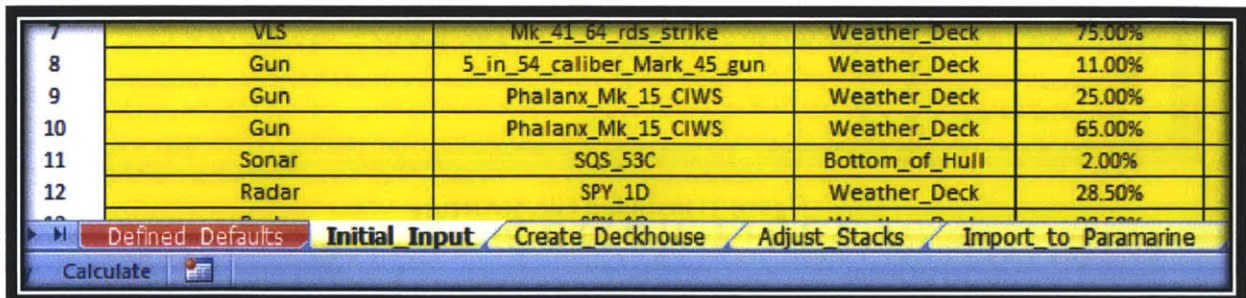 7 VLS Mk_41_64_rds_strike Weather_Deck 75.00%
8 Gun 5_in_54_caliber_Mark_45_gun Weather_Deck 11.00%
9 Gun Phalanx_Mk_15_CIWS Weather_Deck 25.00%
10 Gun Phalanx_Mk_15_CIWS Weather_Deck 65.00%
11 Sonar SQS_53C Bottom_of_Hull 2.00%
12 Radar SPY_1D Weather_Deck 28.50%
Defined_Defaults Initial_Input Create_Deckhouse Adjust_Stacks Import_to_Paramarine
Calculate